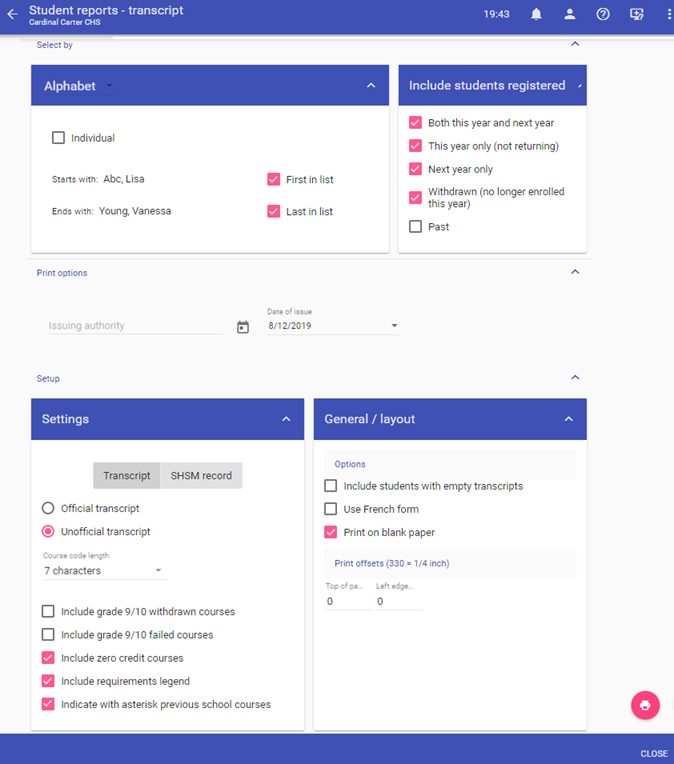 Student reports - transcript
Cardinal Carter CHS
19:43
Select by
Alphabet
Individual
Starts with: Abc, Lisa
First in list
Ends with: Young, Vanessa
Last in list
Include students registered
Both this year and next year
This year only (not returning)
Next year only
Withdrawn (no longer enrolled
this year)
Past
Print options
Issuing authority
Date of issue
8/12/2019
Setup
Settings
Transcript
SHSM record
Official transcript
Unofficial transcript
Course code length
7 characters
Include grade 9/10 withdrawn courses
Include grade 9/10 failed courses
Include zero credit courses
Include requirements legend
Indicate with asterisk previous school courses
General / layout
Options
Include students with empty transcripts
Use French form
Print on blank paper
Print offsets (330 = 1/4 inch)
Top of pa...
Left edge...
0
0
CLOSE